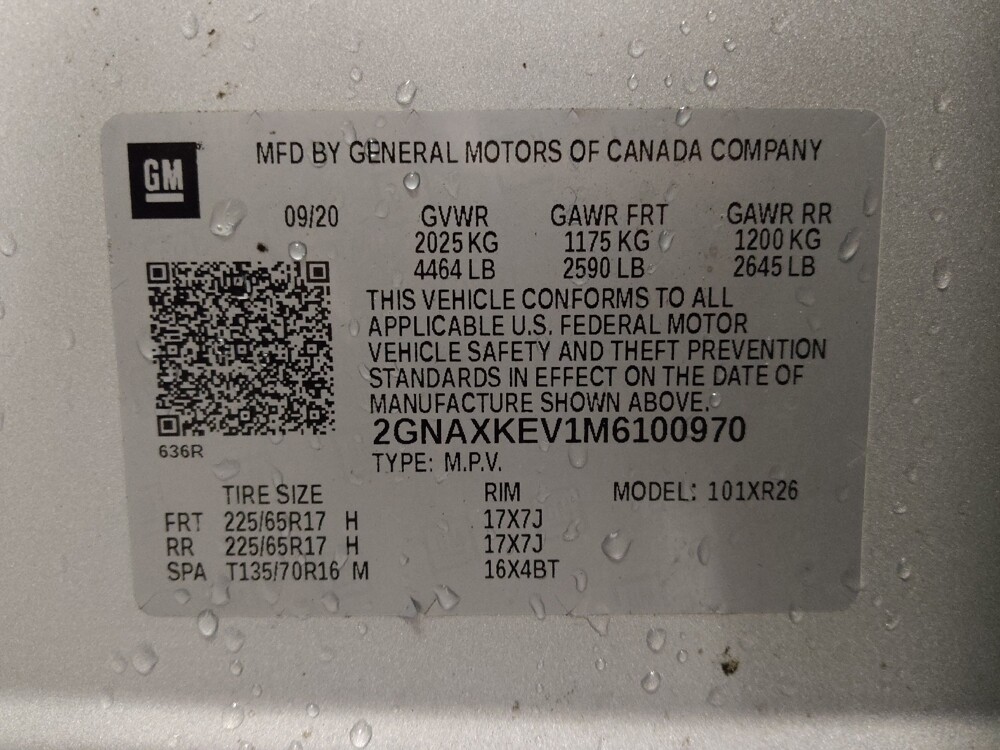 GM
MFD BY GENERAL MOTORS OF CANADA COMPANY
09/20 GVWR GAWR FRT GAWR RR
2025 KG 1175 KG 1200 KG
4464 LB 2590 LB 2645 LB
THIS VEHICLE CONFORMS TO ALL
APPLICABLE U.S. FEDERAL MOTOR
VEHICLE SAFETY AND THEFT PREVENTION
STANDARDS IN EFFECT ON THE DATE OF
MANUFACTURE SHOWN ABOVE.
2GNAXKEV1M6100970
636R
TYPE: M.P.V.
TIRE SIZE RIM MODEL: 101XR26
FRT 225/65R17 H 17X7J
RR 225/65R17 H 17X7J
SPA T135/70R16 M 16X4BT